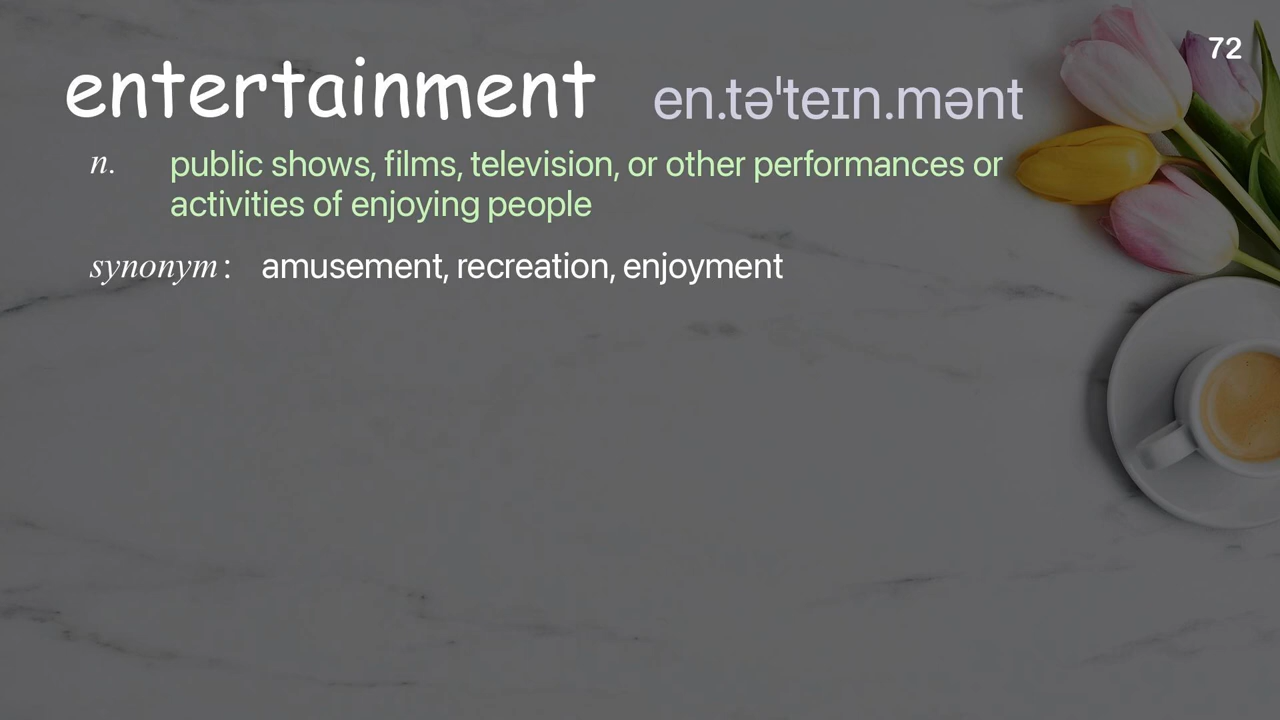 72
entertainment en.təˈteɪn.mənt
n. public shows, films, television, or other performances or
activities of enjoying people
synonym: amusement, recreation, enjoyment